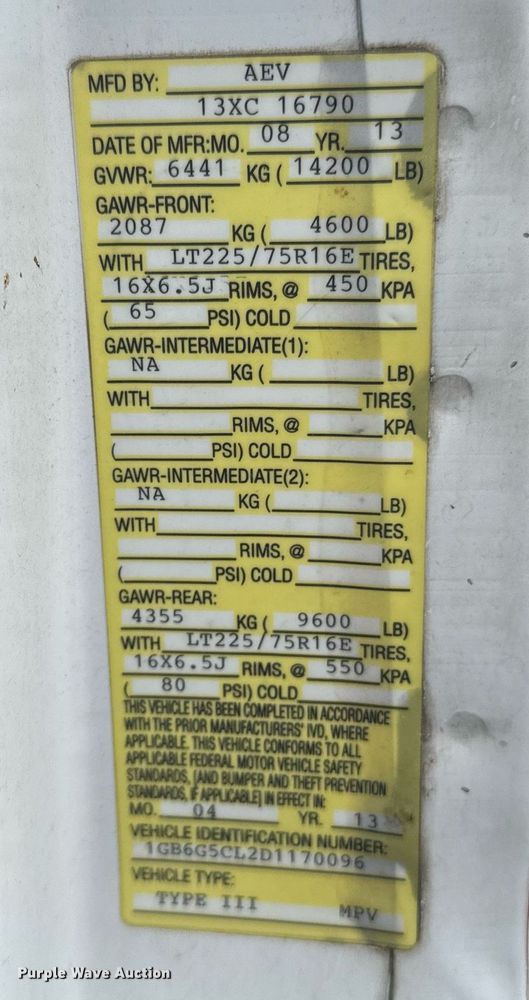 MFD BY: AEV
13XC 16790
DATE OF MFR:MO. 08 YR. 13
GVWR: 6441 KG ( 14200 LB)
GAWR-FRONT:
2087 KG ( 4600 LB)
WITH LT225/75R16E TIRES,
16X6.5J RIMS, @ 450 KPA
( 65 PSI) COLD
GAWR-INTERMEDIATE(1):
NA KG ( LB)
WITH TIRES,
RIMS, @ KPA
( PSI) COLD
GAWR-INTERMEDIATE(2):
NA KG ( LB)
WITH TIRES,
RIMS, @ KPA
( PSI) COLD
GAWR-REAR:
4355 KG ( 9600 LB)
WITH LT225/75R16E TIRES,
16X6.5J RIMS, @ 550 KPA
( 80 PSI) COLD
THIS VEHICLE HAS BEEN COMPLETED IN ACCORDANCE
WITH THE PRIOR MANUFACTURERS' IVD, WHERE
APPLICABLE. THIS VEHICLE CONFORMS TO ALL
APPLICABLE FEDERAL MOTOR VEHICLE SAFETY
STANDARDS, [AND BUMPER AND THEFT PREVENTION
STANDARDS, IF APPLICABLE] IN EFFECT IN:
MO. 04 YR. 13
VEHICLE IDENTIFICATION NUMBER:
1GB6G5CL2D1170096
VEHICLE TYPE:
TYPE III MPV
Purple Wave Auction